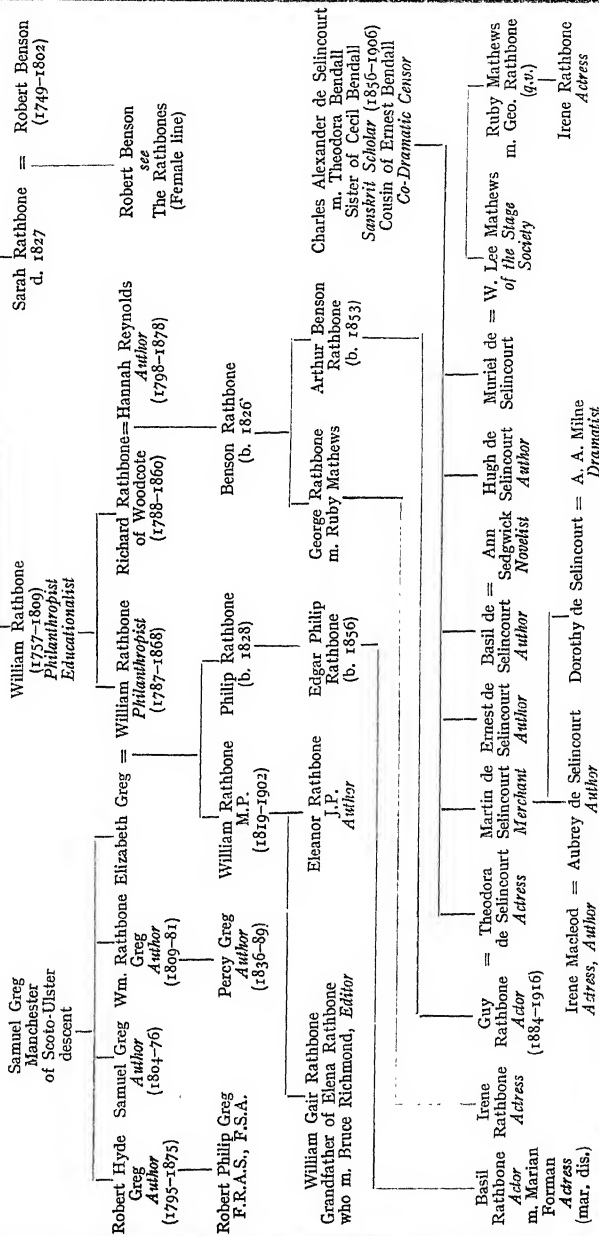 Samuel Greg
Manchester
of Scoto-Ulster
descent
William Rathbone
(1757–1809)
Philanthropist
Educationalist
Sarah Rathbone = Robert Benson
d. 1827
(1749–1802)
Robert Benson
see
The Rathbones
(Female line)
Robert Hyde
Greg
Author
(1795–1875)
Samuel Greg
Author
(1804–76)
Wm. Rathbone
Greg
Author
(1809–81)
Elizabeth Greg = William Rathbone
Philanthropist
(1787–1868)
Richard Rathbone = Hannah Reynolds
of Woodcote
(1788–1860)
Author
(1798–1878)
Robert Philip Greg
F.R.A.S., F.S.A.
Percy Greg
Author
(1836–89)
William Rathbone
M.P.
(1819–1902)
Philip Rathbone
(b. 1828)
Benson Rathbone
(b. 1826
William Gair Rathbone
Grandfather of Elena Rathbone
who m. Bruce Richmond, Editor
Eleanor Rathbone
J.P.
Author
Edgar Philip
Rathbone
(b. 1856)
George Rathbone
m. Ruby Mathews
Arthur Benson
Rathbone
(b. 1853)
Charles Alexander de Selincourt
m. Theodora Bendall
Sister of Cecil Bendall
Sanskrit Scholar (1856–1906)
Cousin of Ernest Bendall
Co-Dramatic Censor
Basil
Rathbone
Actor
m. Marian
Forman
Actress
(mar. dis.)
Irene
Rathbone
Actress
Guy = Theodora
Rathbone
Actor
(1884–1916)
de Selincourt
Actress
Martin de
Selincourt
Merchant
Ernest de
Selincourt
Author
Basil de = Ann
Selincourt
Author
Sedgwick
Novelist
Hugh de
Selincourt
Author
Muriel de = W. Lee Mathews
Selincourt
of the Stage
Society
Ruby Mathews
m. Geo. Rathbone
(q.v.)
Irene Rathbone
Actress
Irene Macleod = Aubrey de Selincourt
Actress, Author
Author
Dorothy de Selincourt = A. A. Milne
Dramatist